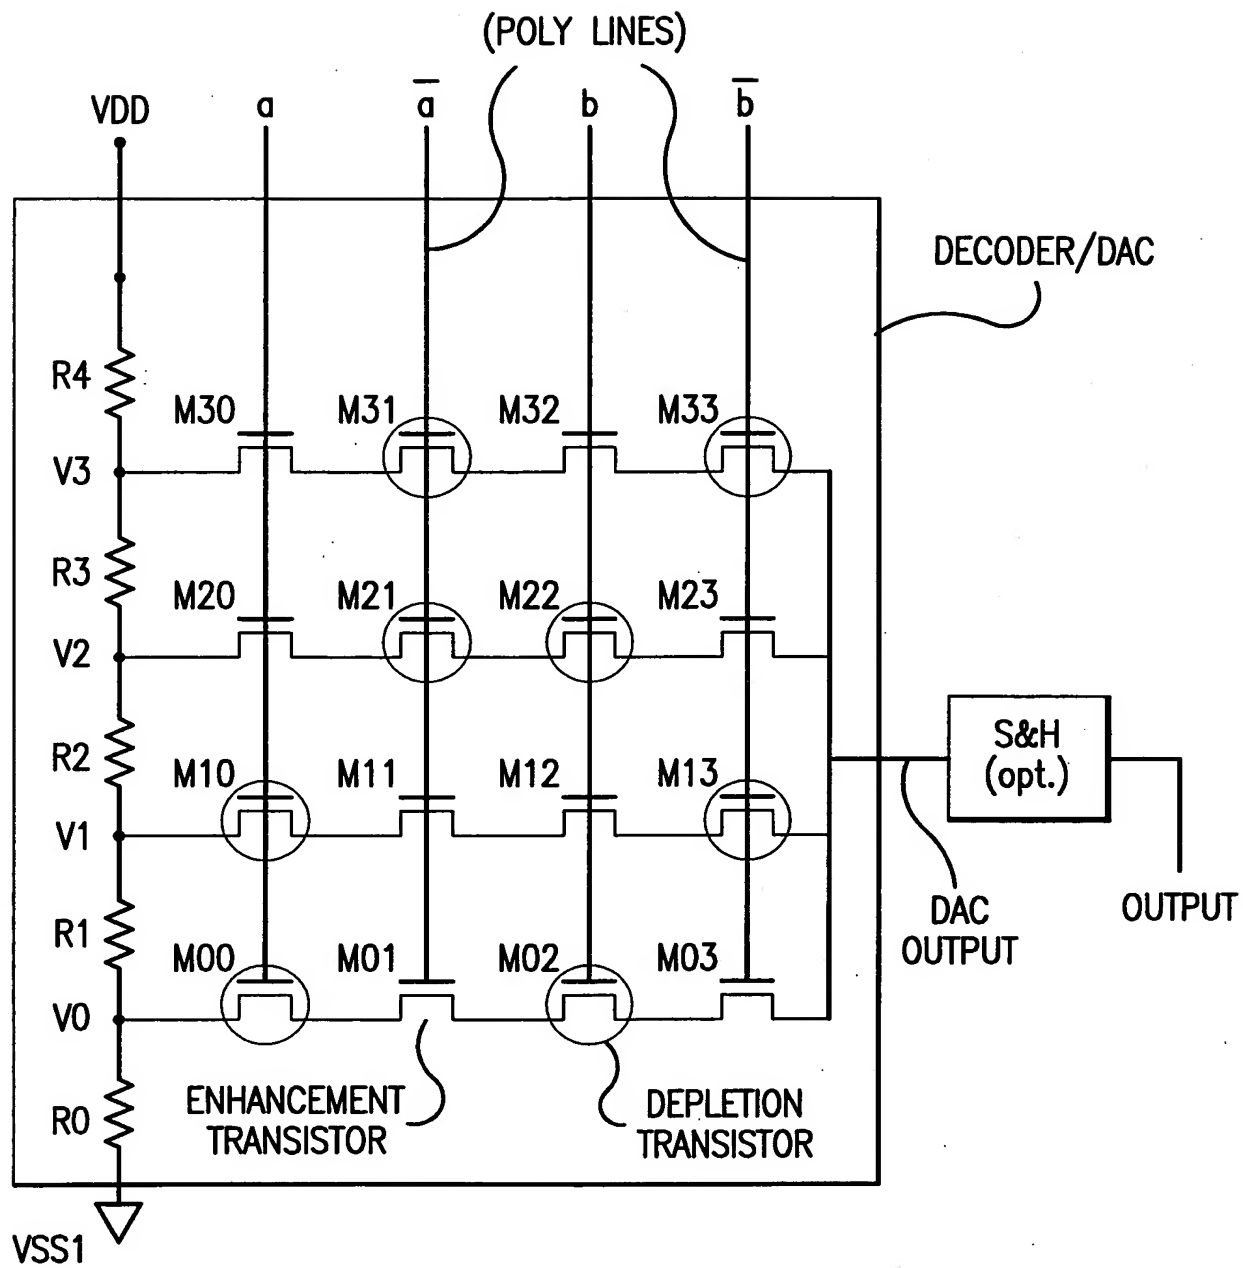 (POLY LINES)
VDD a a̅ b b̅
DECODER/DAC
R4
M30 M31 M32 M33
V3
R3
M20 M21 M22 M23
V2
R2
M10 M11 M12 M13
S&H
(opt.)
V1
R1
DAC
OUTPUT
OUTPUT
M00 M01 M02 M03
V0
R0
ENHANCEMENT
TRANSISTOR
DEPLETION
TRANSISTOR
VSS1